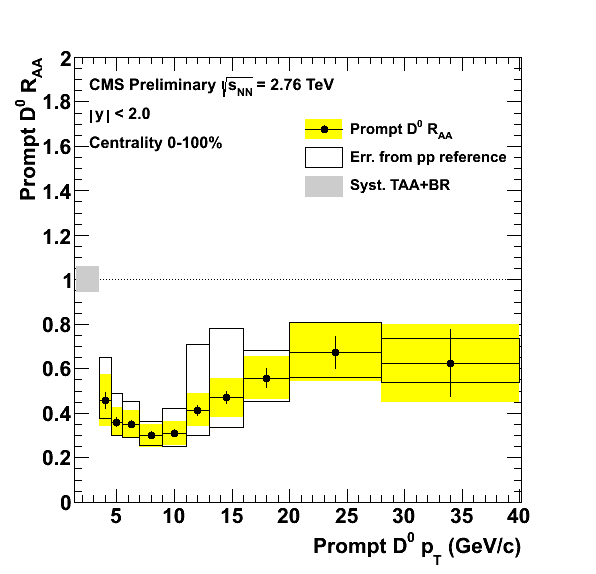 CMS Preliminary √sNN = 2.76 TeV
|y| < 2.0
Centrality 0-100%
Prompt D⁰ RAA
Err. from pp reference
Syst. TAA+BR
Prompt D⁰ RAA
2
1.8
1.6
1.4
1.2
1
0.8
0.6
0.4
0.2
0
5 10 15 20 25 30 35 40
Prompt D⁰ pT (GeV/c)